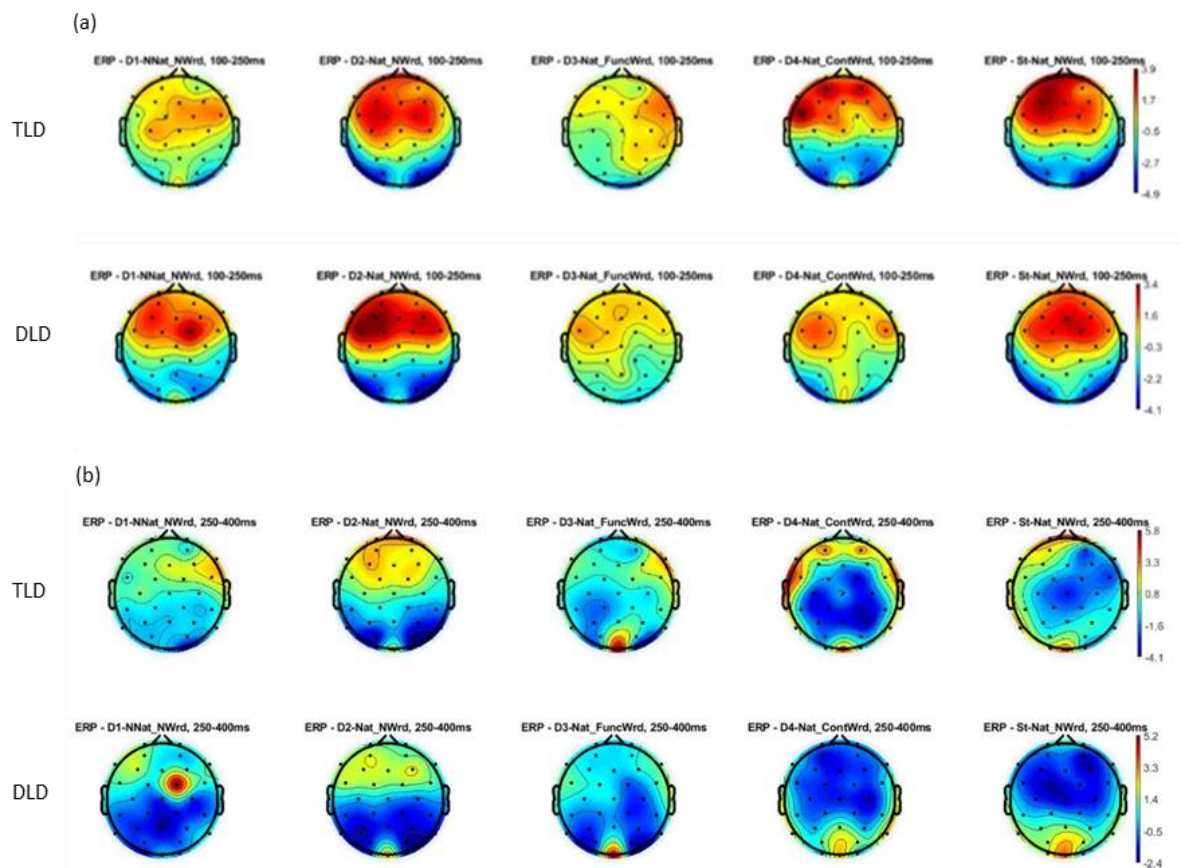 (a)
ERP - D1-NNat_NWrd, 100-250ms ERP - D2-Nat_NWrd, 100-250ms ERP - D3-Nat_FuncWrd, 100-250ms ERP - D4-Nat_ContWrd, 100-250ms ERP - St-Nat_NWrd, 100-250ms
3.9
TLD
1.7
-0.5
-2.7
-4.9
ERP - D1-NNat_NWrd, 100-250ms ERP - D2-Nat_NWrd, 100-250ms ERP - D3-Nat_FuncWrd, 100-250ms ERP - D4-Nat_ContWrd, 100-250ms ERP - St-Nat_NWrd, 100-250ms
3.4
DLD
1.6
-0.3
-2.2
-4.1
(b)
ERP - D1-NNat_NWrd, 250-400ms ERP - D2-Nat_NWrd, 250-400ms ERP - D3-Nat_FuncWrd, 250-400ms ERP - D4-Nat_ContWrd, 250-400ms ERP - St-Nat_NWrd, 250-400ms
5.8
3.3
TLD
0.8
-1.6
-4.1
ERP - D1-NNat_NWrd, 250-400ms ERP - D2-Nat_NWrd, 250-400ms ERP - D3-Nat_FuncWrd, 250-400ms ERP - D4-Nat_ContWrd, 250-400ms ERP - St-Nat_NWrd, 250-400ms
5.2
3.3
DLD
1.4
-0.5
-2.4